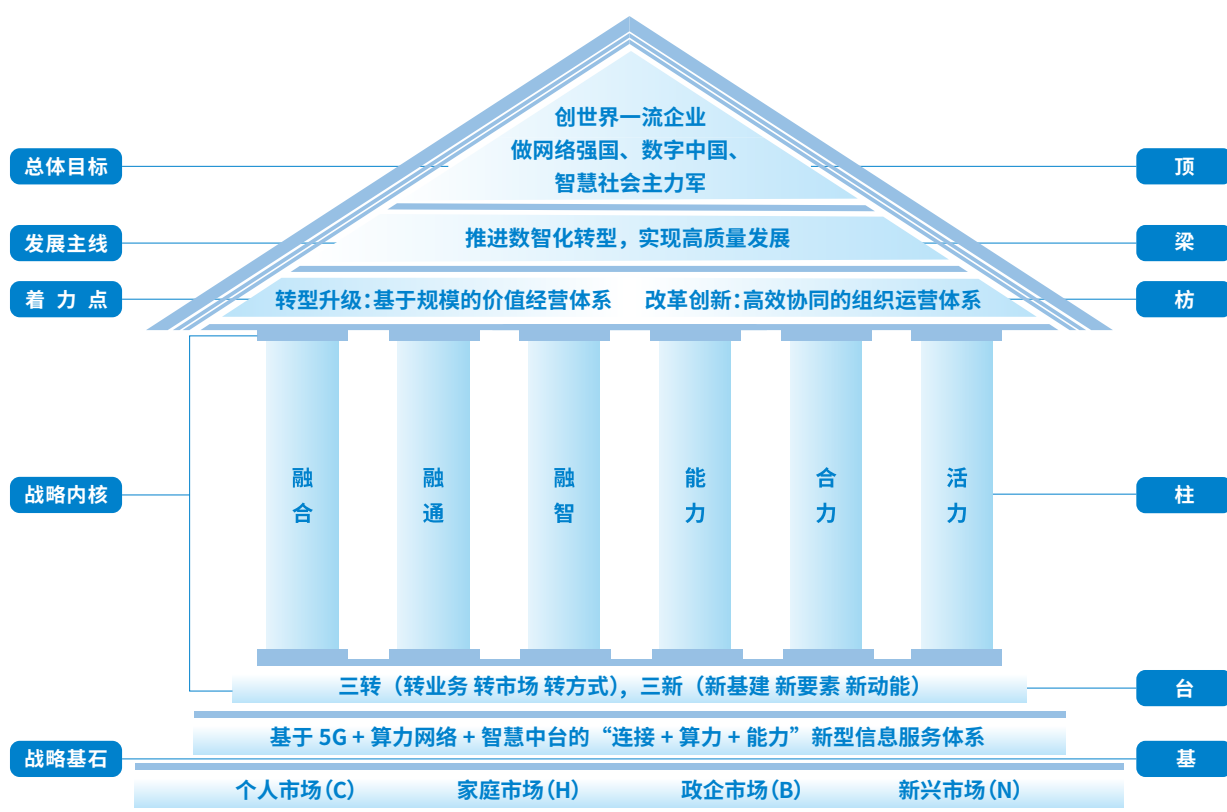 创世界一流企业
做网络强国、数字中国、
智慧社会主力军
总体目标
顶
发展主线
推进数智化转型，实现高质量发展
梁
着力点
转型升级：基于规模的价值经营体系 改革创新：高效协同的组织运营体系
枋
战略内核
融合
融通
融智
能力
合力
活力
柱
三转（转业务 转市场 转方式），三新（新基建 新要素 新动能）
台
基于 5G + 算力网络 + 智慧中台的“连接 + 算力 + 能力”新型信息服务体系
战略基石
基
个人市场（C） 家庭市场（H） 政企市场（B） 新兴市场（N）